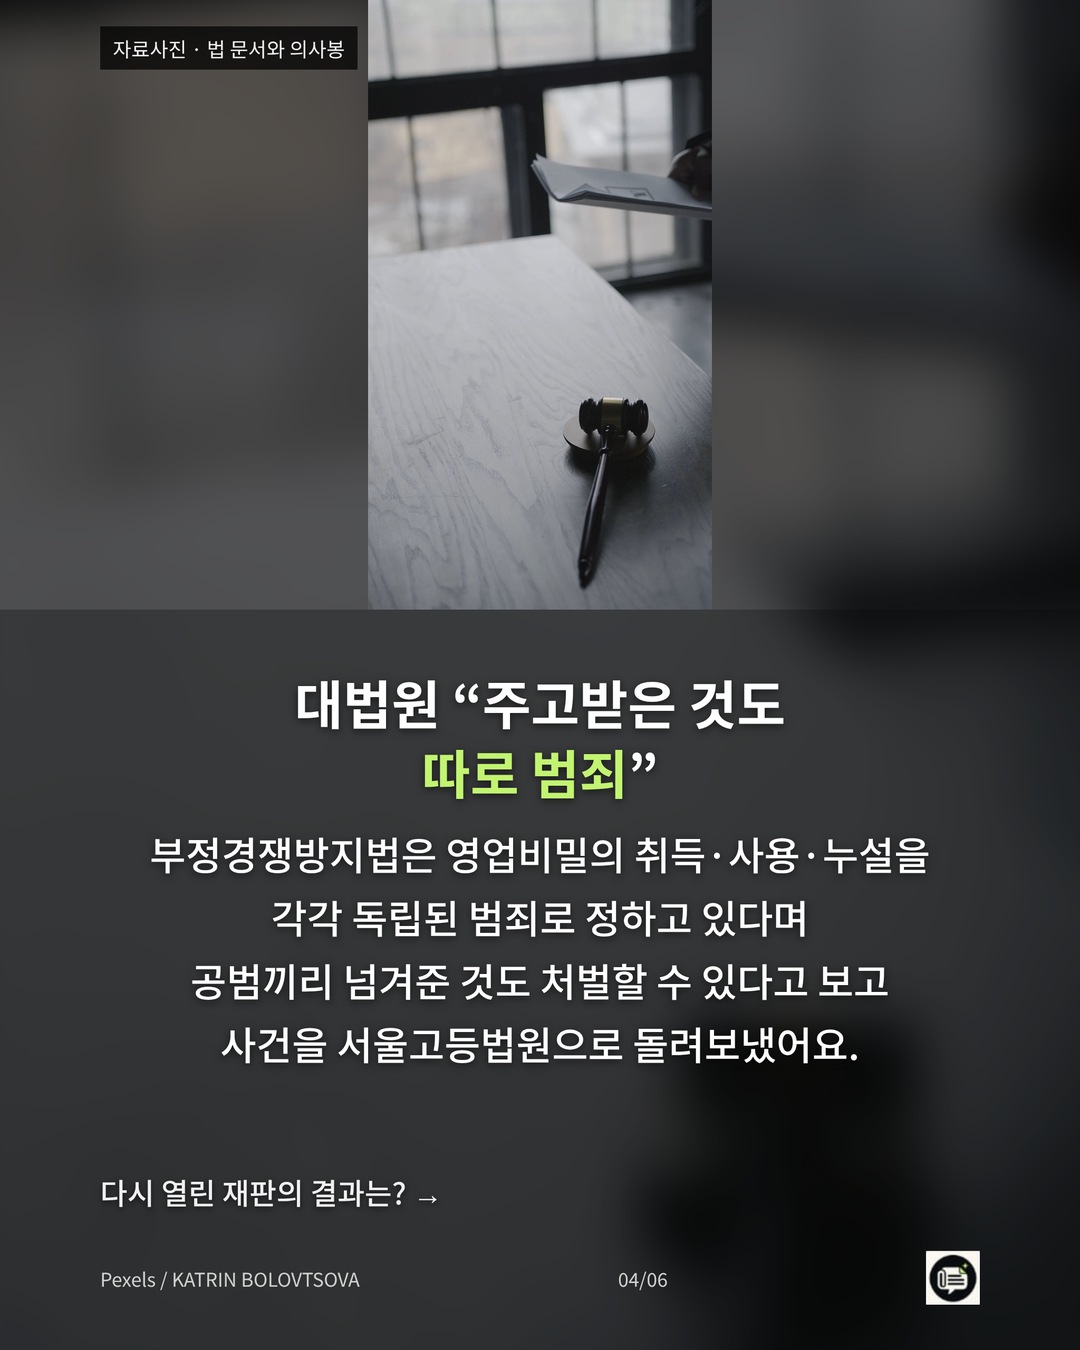 자료사진 · 법 문서와 의사봉
대법원 “주고받은 것도
따로 범죄”
부정경쟁방지법은 영업비밀의 취득·사용·누설을
각각 독립된 범죄로 정하고 있다며
공범끼리 넘겨준 것도 처벌할 수 있다고 보고
사건을 서울고등법원으로 돌려보냈어요.
다시 열린 재판의 결과는? →
Pexels / KATRIN BOLOVTSOVA
04/06